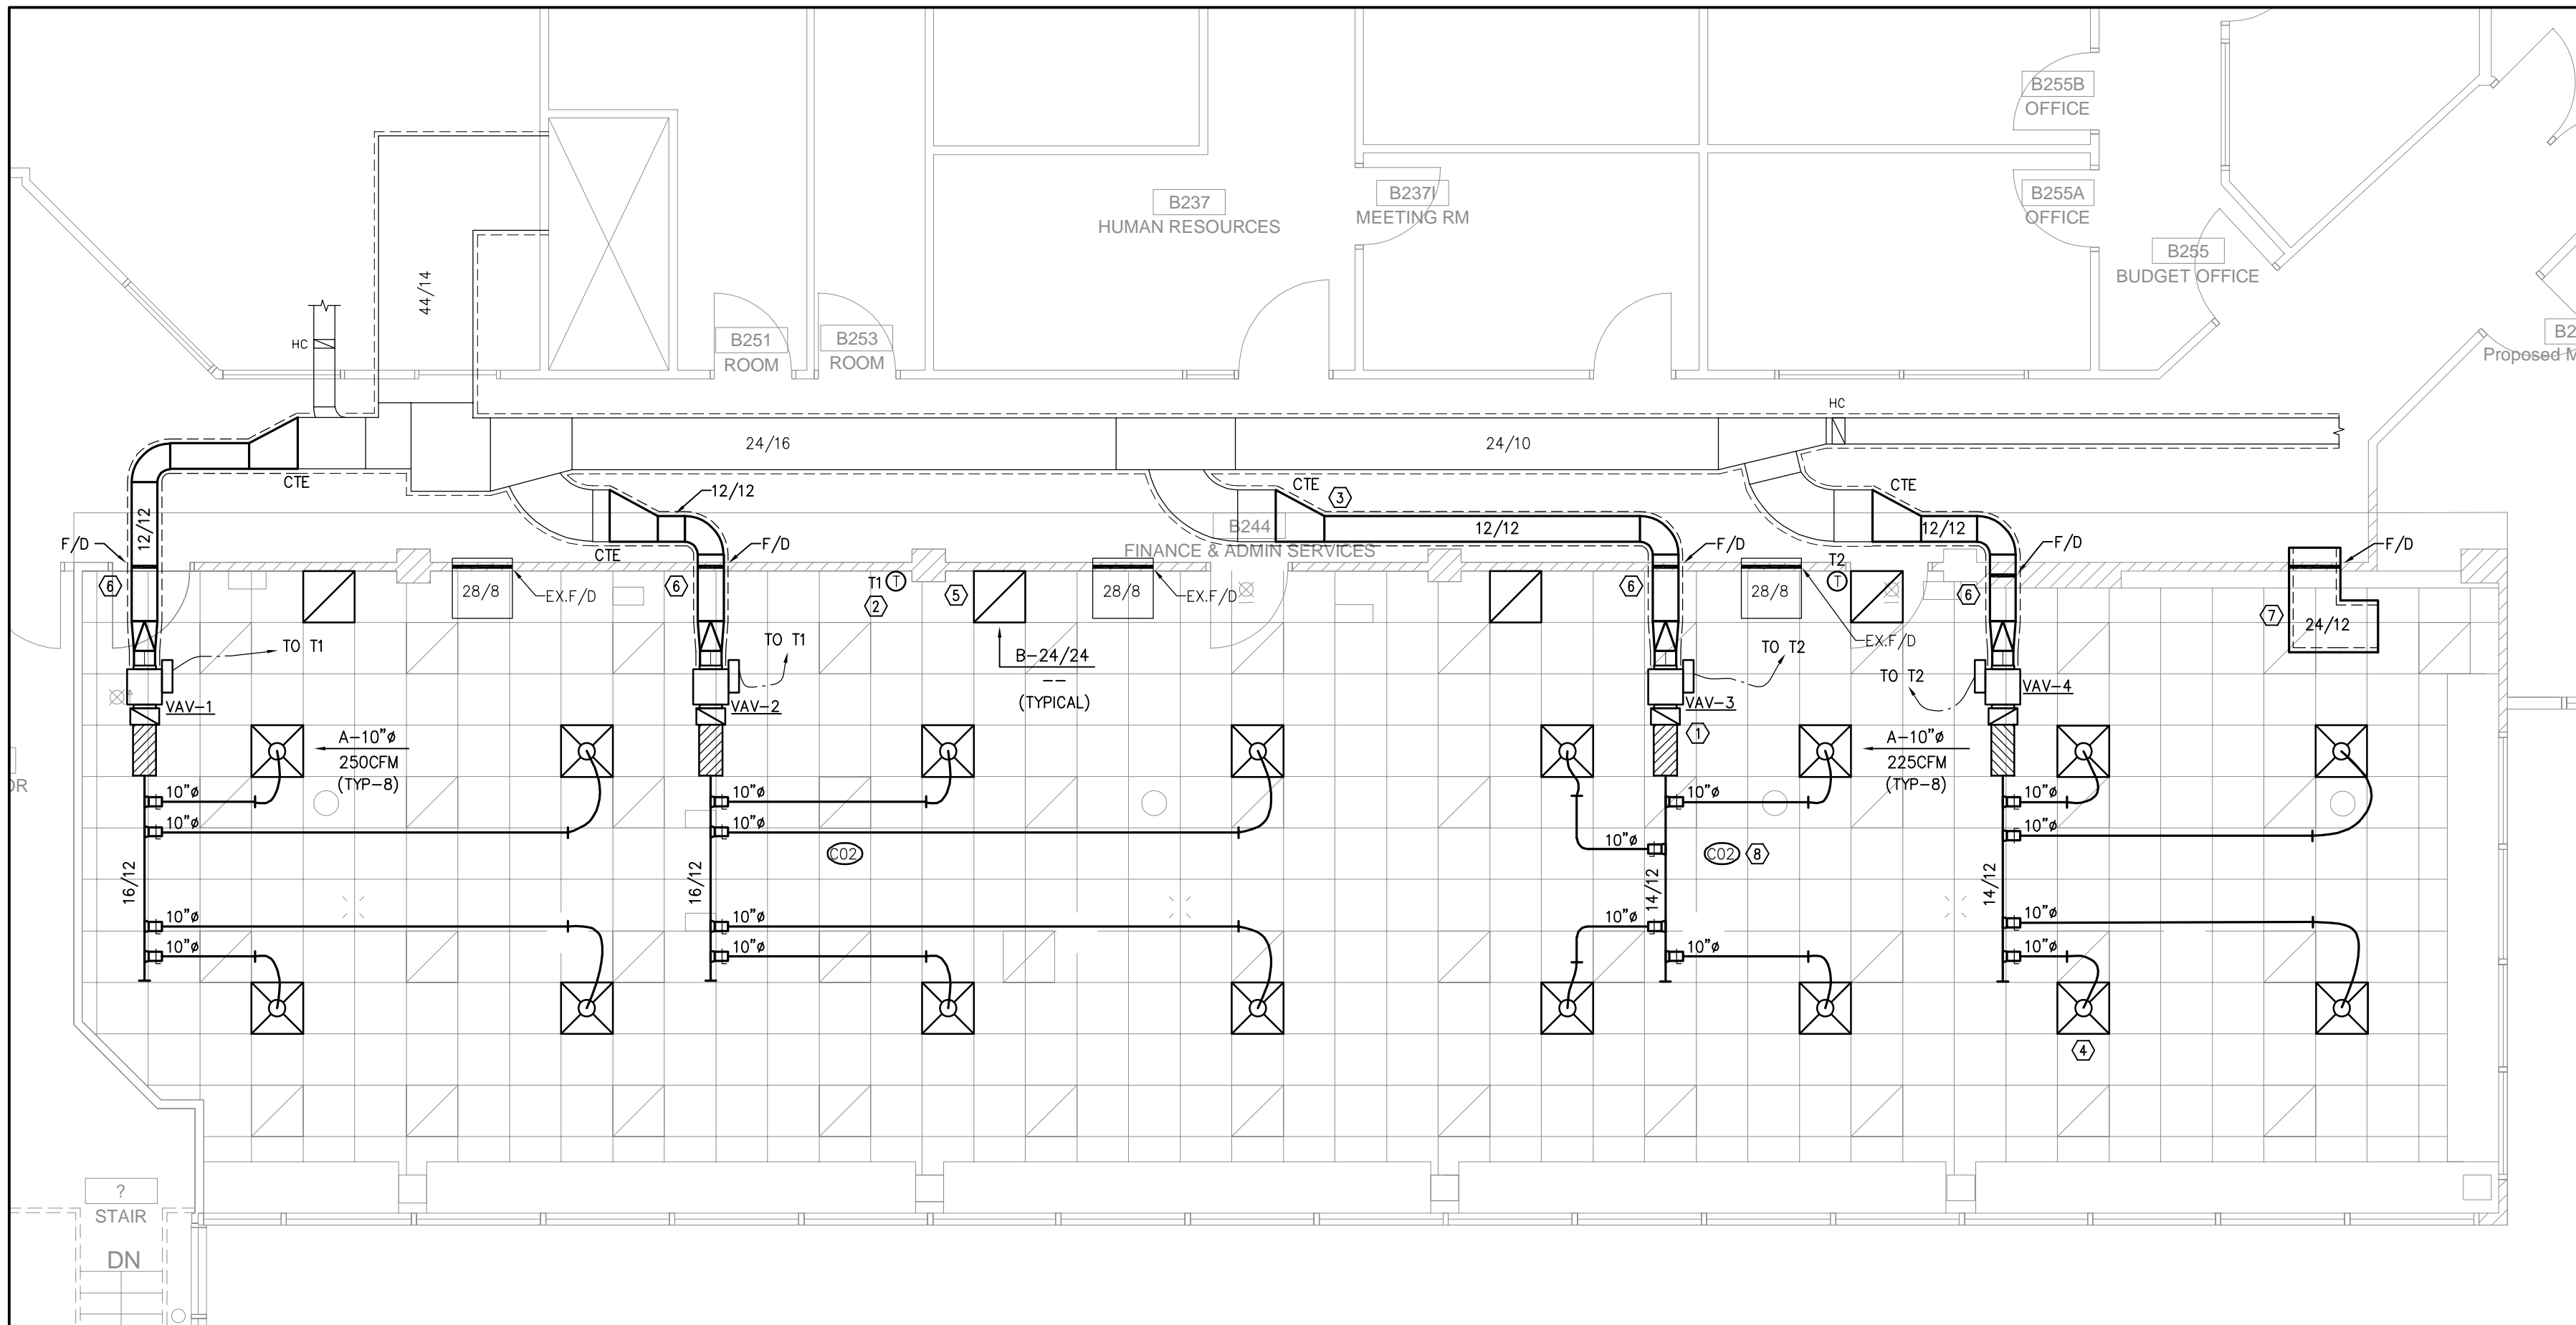 B255B
OFFICE
B237
HUMAN RESOURCES
B237I
MEETING RM
B255A
OFFICE
B255
BUDGET OFFICE
44/14
HC
B251
ROOM
B253
ROOM
Proposed M
HC
24/16
24/10
CTE
12/12
12/12
CTE
CTE
3
12/12
CTE
12/12
B244
FINANCE & ADMIN SERVICES
F/D
F/D
F/D
F/D
F/D
6
28/8
EX.F/D
6
T1
T
2
5
28/8
EX.F/D
6
28/8
EX.F/D
T2
T
6
7
24/12
TO T1
TO T1
B-24/24
--
(TYPICAL)
TO T2
TO T2
VAV-1
VAV-2
VAV-3
VAV-4
1
A-10"ø
250CFM
(TYP-8)
A-10"ø
225CFM
(TYP-8)
DR
10"ø
10"ø
10"ø
10"ø
10"ø
10"ø
10"ø
10"ø
CO2
CO2
8
16/12
16/12
14/12
14/12
10"ø
10"ø
10"ø
10"ø
10"ø
10"ø
10"ø
10"ø
4
?
STAIR
DN